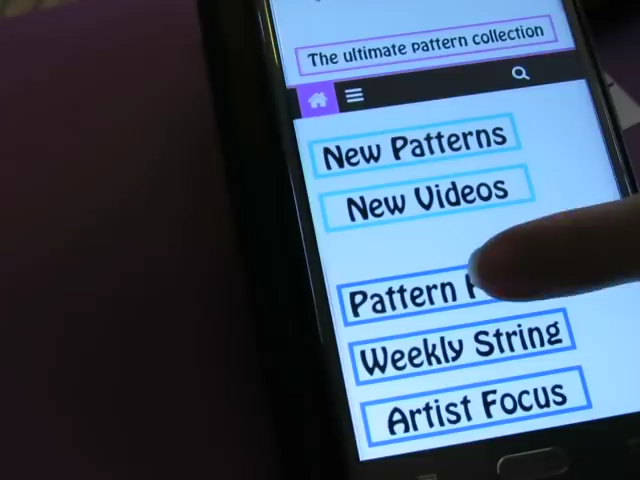 The ultimate pattern collection
New Patterns
New Videos
Pattern
Weekly String
Artist Focus